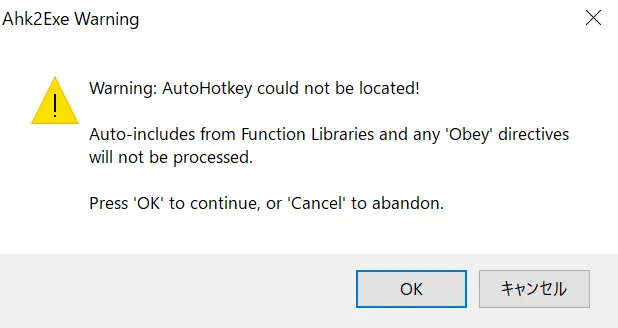 Ahk2Exe Warning
Warning: AutoHotkey could not be located!
Auto-includes from Function Libraries and any 'Obey' directives
will not be processed.
Press 'OK' to continue, or 'Cancel' to abandon.
OK
キャンセル